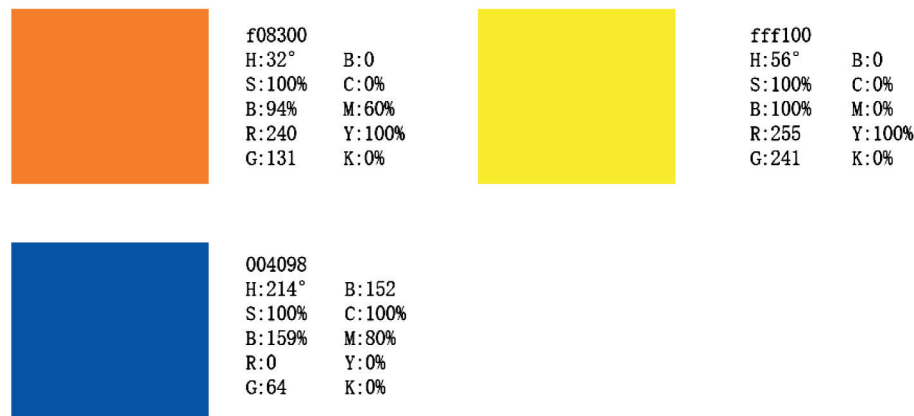 f08300
H:32° B:0
S:100% C:0%
B:94% M:60%
R:240 Y:100%
G:131 K:0%
fff100
H:56° B:0
S:100% C:0%
B:100% M:0%
R:255 Y:100%
G:241 K:0%
004098
H:214° B:152
S:100% C:100%
B:159% M:80%
R:0 Y:0%
G:64 K:0%